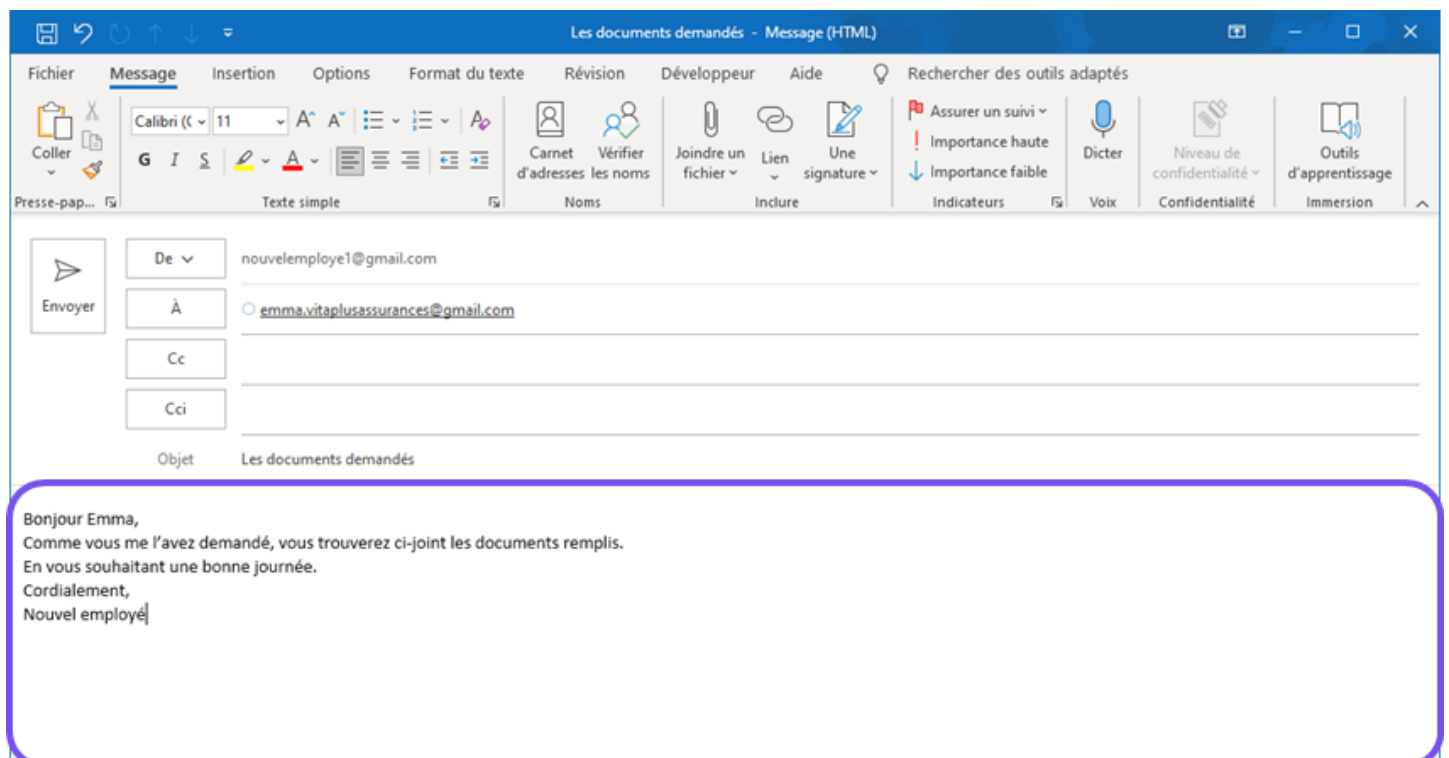 Les documents demandés - Message (HTML)
Fichier Message Insertion Options Format du texte Révision Développeur Aide Rechercher des outils adaptés
Coller
Calibri (C 11
G I S
Presse-pap...
Texte simple
Carnet d'adresses
Vérifier les noms
Noms
Joindre un fichier
Lien
Une signature
Inclure
Assurer un suivi
Importance haute
Importance faible
Indicateurs
Dicter
Voix
Niveau de confidentialité
Confidentialité
Outils d'apprentissage
Immersion
Envoyer
De nouvelemploye1@gmail.com
À emma.vitaplusassurances@gmail.com
Cc
Cci
Objet Les documents demandés
Bonjour Emma,
Comme vous me l'avez demandé, vous trouverez ci-joint les documents remplis.
En vous souhaitant une bonne journée.
Cordialement,
Nouvel employé